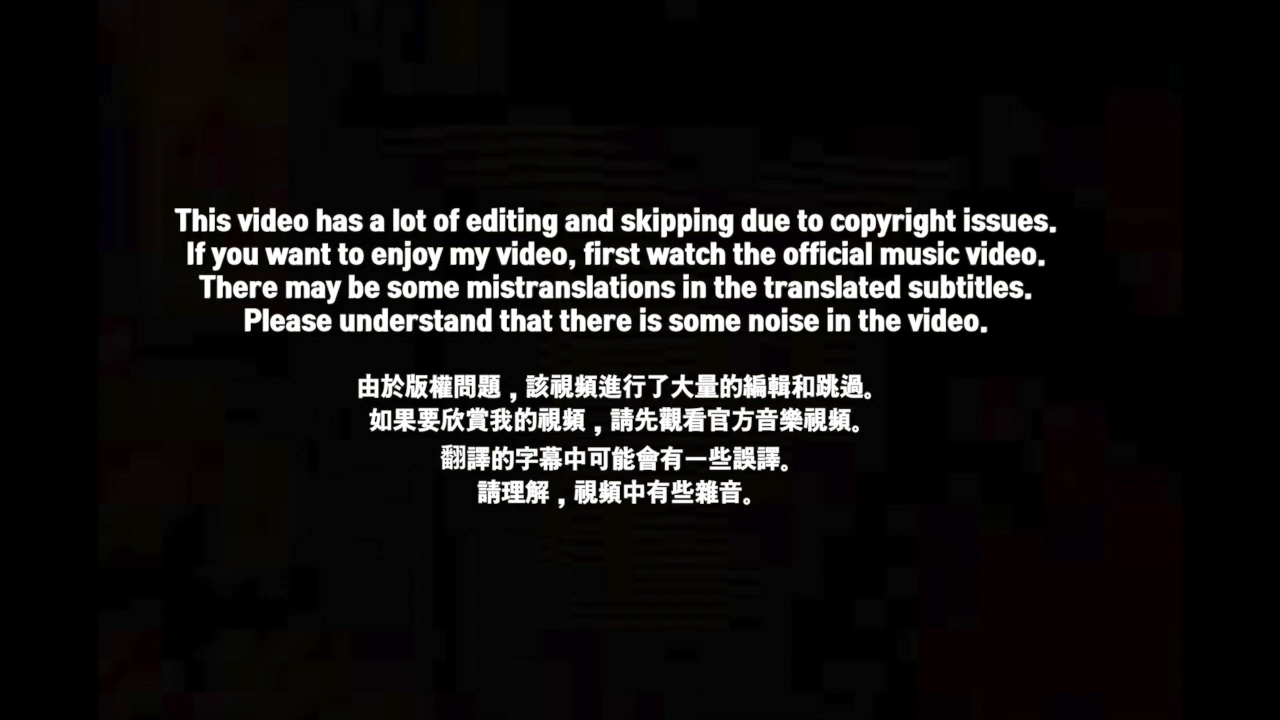 This video has a lot of editing and skipping due to copyright issues.
If you want to enjoy my video, first watch the official music video.
There may be some mistranslations in the translated subtitles.
Please understand that there is some noise in the video.
由於版權問題，該視頻進行了大量的編輯和跳過。
如果要欣賞我的視頻，請先觀看官方音樂視頻。
翻譯的字幕中可能會有一些誤譯。
請理解，視頻中有些雜音。